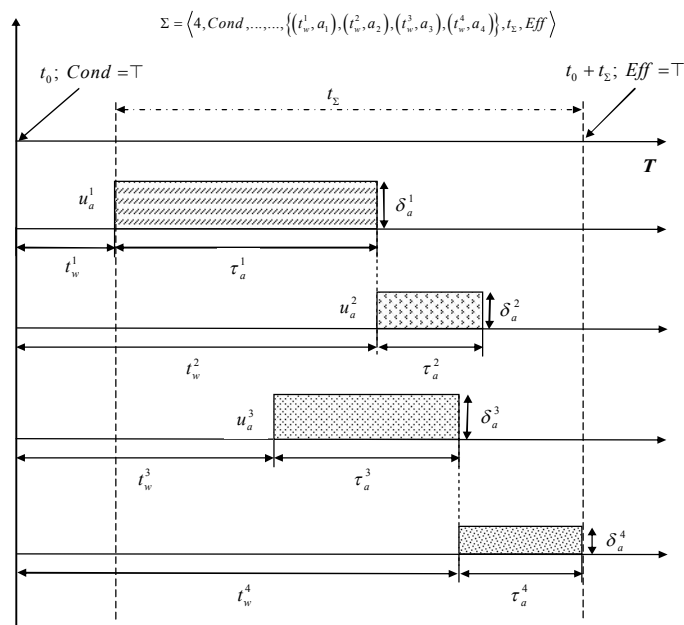 Σ = ⟨4, Cond ,...,..., {(t_w^1, a_1), (t_w^2, a_2), (t_w^3, a_3), (t_w^4, a_4)}, t_Σ, Eff⟩
t_0; Cond = ⊤
t_0 + t_Σ; Eff = ⊤
t_Σ
T
u_a^1
δ_a^1
t_w^1
τ_a^1
u_a^2
δ_a^2
t_w^2
τ_a^2
u_a^3
δ_a^3
t_w^3
τ_a^3
δ_a^4
t_w^4
τ_a^4